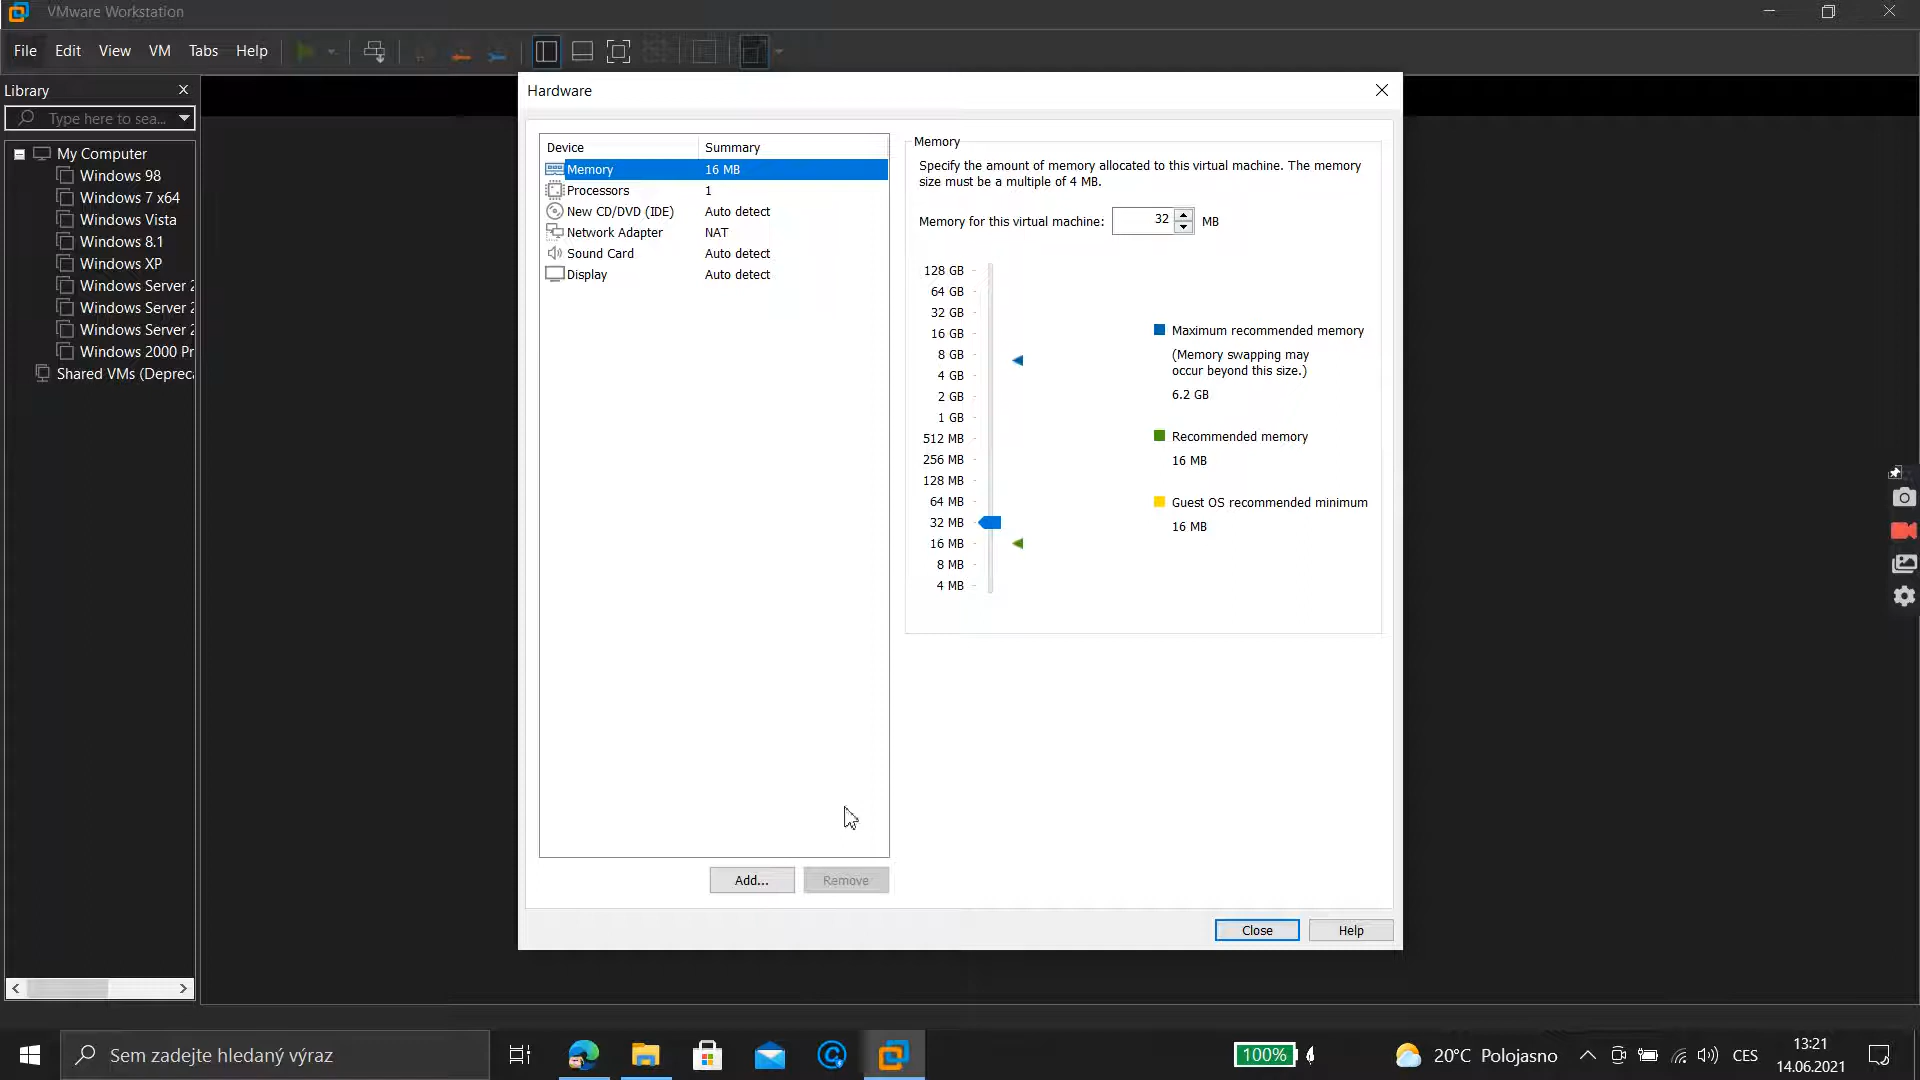 VMware Workstation
File Edit View VM Tabs Help
Library
Type here to sea...
My Computer
Windows 98
Windows 7 x64
Windows Vista
Windows 8.1
Windows XP
Windows Server 2
Windows Server 2
Windows Server 2
Windows 2000 Pr
Shared VMs (Depreca
Hardware
Device Summary
Memory 16 MB
Processors 1
New CD/DVD (IDE) Auto detect
Network Adapter NAT
Sound Card Auto detect
Display Auto detect
Add... Remove
Memory
Specify the amount of memory allocated to this virtual machine. The memory
size must be a multiple of 4 MB.
Memory for this virtual machine: 32 MB
128 GB
64 GB
32 GB
16 GB
8 GB
4 GB
2 GB
1 GB
512 MB
256 MB
128 MB
64 MB
32 MB
16 MB
8 MB
4 MB
Maximum recommended memory
(Memory swapping may
occur beyond this size.)
6.2 GB
Recommended memory
16 MB
Guest OS recommended minimum
16 MB
Close Help
Sem zadejte hledaný výraz
100%
20°C Polojasno
CES
13:21
14.06.2021